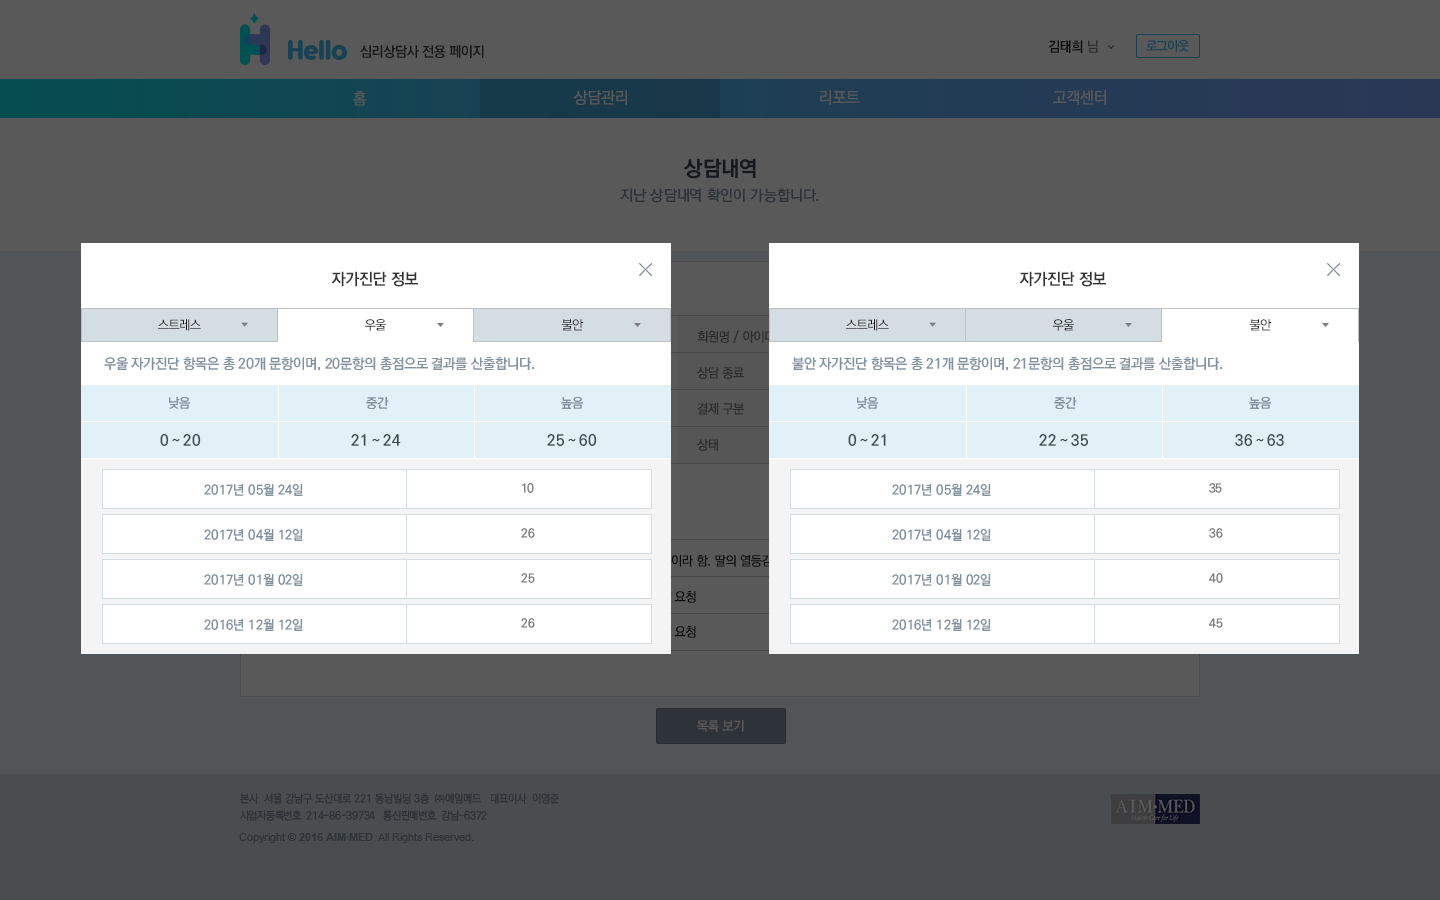 Hello 심리상담사 전용 페이지
김태희 님
로그아웃
홈 상담관리 리포트 고객센터
상담내역
지난 상담내역 확인이 가능합니다.
자가진단 정보
스트레스 우울 불안
우울 자가진단 항목은 총 20개 문항이며, 20문항의 총점으로 결과를 산출합니다.
낮음 중간 높음
0 ~ 20 21 ~ 24 25 ~ 60
2017년 05월 24일 10
2017년 04월 12일 26
2017년 01월 02일 25
2016년 12월 12일 26
회원명 / 아이디
상담 종료
결제 구분
상태
이라 함. 딸의 열등감
요청
요청
자가진단 정보
스트레스 우울 불안
불안 자가진단 항목은 총 21개 문항이며, 21문항의 총점으로 결과를 산출합니다.
낮음 중간 높음
0 ~ 21 22 ~ 35 36 ~ 63
2017년 05월 24일 35
2017년 04월 12일 36
2017년 01월 02일 40
2016년 12월 12일 45
목록 보기
본사 서울 강남구 도산대로 221 동남빌딩 3층 ㈜에임메드 대표이사 이영준
사업자등록번호 214-86-39734 통신판매번호 강남-6372
Copyright © 2016 AIM-MED All Rights Reserved.
AIM·MED
Health Care for Life